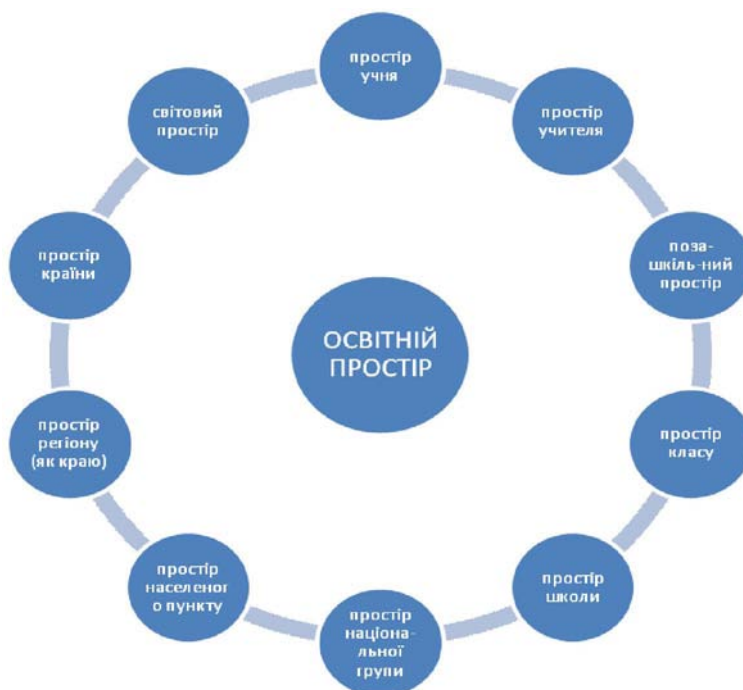 простір
учня
простір
учителя
поза-
шкіль-ний
простір
простір
класу
простір
школи
простір
націона-
льної
групи
простір
населеног
о пункту
простір
регіону
(як краю)
простір
країни
світовий
простір
ОСВІТНІЙ
ПРОСТІР